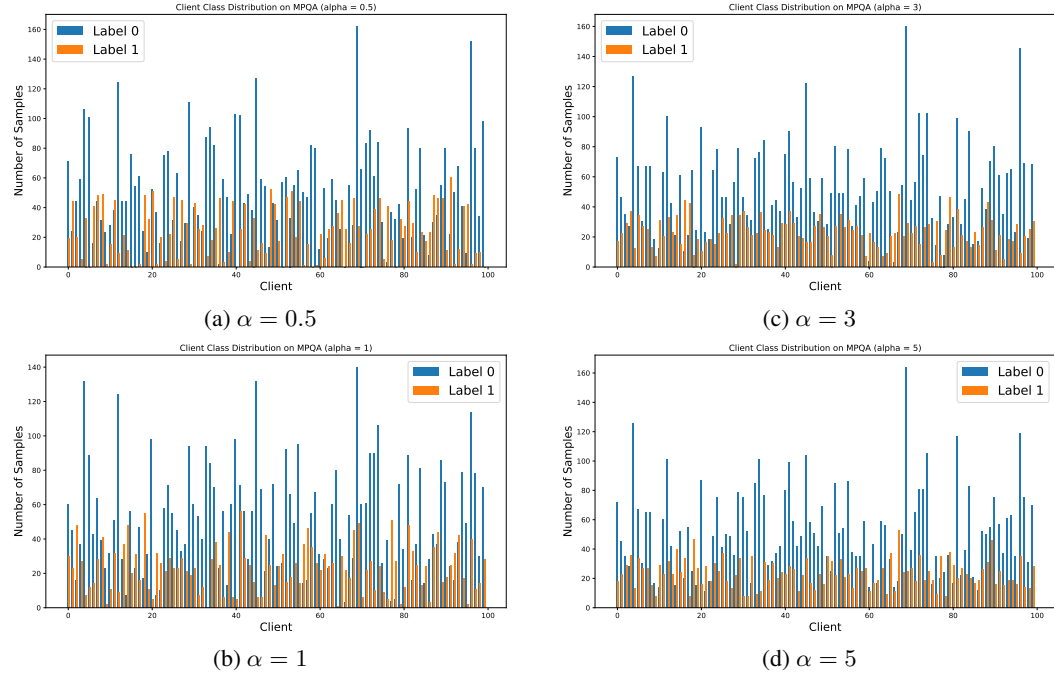 Client Class Distribution on MPQA (alpha = 0.5)
Label 0
Label 1
Number of Samples
160
140
120
100
80
60
40
20
0
0 20 40 60 80 100
Client
(a) α = 0.5
Client Class Distribution on MPQA (alpha = 3)
Label 0
Label 1
Number of Samples
160
140
120
100
80
60
40
20
0
0 20 40 60 80 100
Client
(c) α = 3
Client Class Distribution on MPQA (alpha = 1)
Label 0
Label 1
Number of Samples
140
120
100
80
60
40
20
0
0 20 40 60 80 100
Client
(b) α = 1
Client Class Distribution on MPQA (alpha = 5)
Label 0
Label 1
Number of Samples
160
140
120
100
80
60
40
20
0
0 20 40 60 80 100
Client
(d) α = 5